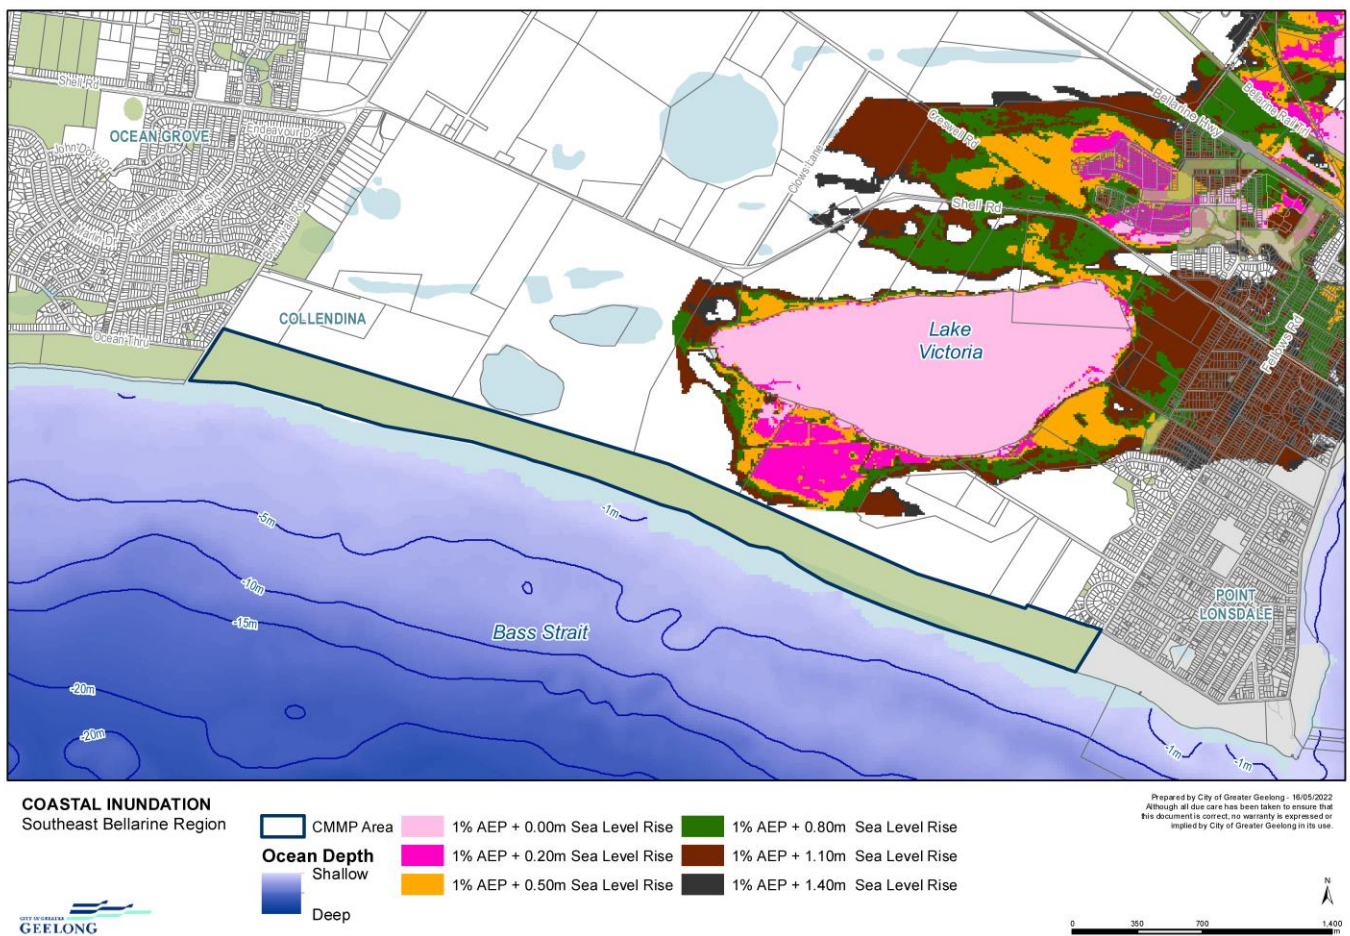 Shell Rd
OCEAN GROVE
Endeavour Dr
Ocean Thru
COLLENDINA
Clows Lane
Creswell Rd
Bellarine Hwy
Bellarine Rail Trl
Shell Rd
Lake
Victoria
Fellows Rd
-1m
-5m
-10m
-15m
-20m
-20m
Bass Strait
POINT
LONSDALE
-1m
-1m
COASTAL INUNDATION
Southeast Bellarine Region
CMMP Area
Ocean Depth
Shallow
Deep
1% AEP + 0.00m Sea Level Rise
1% AEP + 0.20m Sea Level Rise
1% AEP + 0.50m Sea Level Rise
1% AEP + 0.80m Sea Level Rise
1% AEP + 1.10m Sea Level Rise
1% AEP + 1.40m Sea Level Rise
Prepared by City of Greater Geelong - 16/05/2022
Although all due care has been taken to ensure that
this document is correct, no warranty is expressed or
implied by City of Greater Geelong in its use.
CITY OF GREATER
GEELONG
N
0 350 700 1,400
m